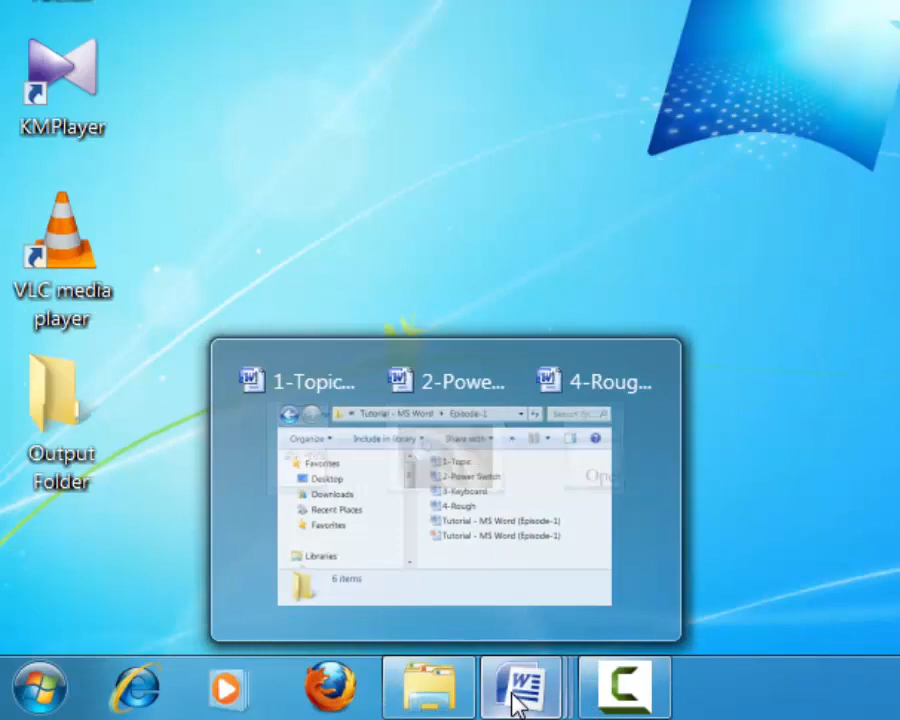 KMPlayer
VLC media
player
Output
Folder
1-Topic... 2-Powe... 4-Roug...
Tutorial - MS Word Episode-1
Organize Include in library Share with
Favorites
Desktop
Downloads
Recent Places
Favorites
Libraries
1-Topic
2-Power Switch
3-Keyboard
4-Rough
Tutorial - MS Word (Episode-1)
Tutorial - MS Word (Episode-1)
6 items